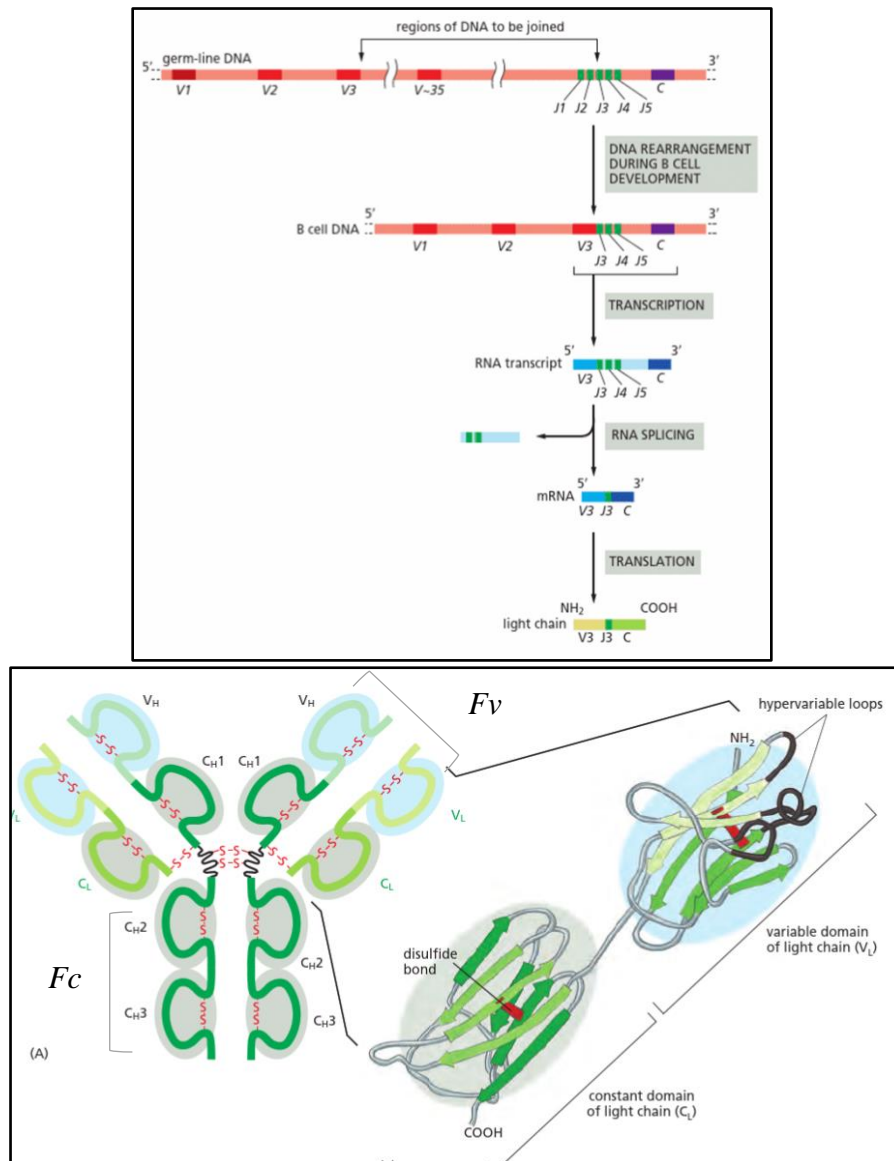 regions of DNA to be joined
germ-line DNA
5′ 3′
V1 V2 V3 V~35 C
J1 J2 J3 J4 J5
DNA REARRANGEMENT
DURING B CELL
DEVELOPMENT
5′ 3′
B cell DNA
V1 V2 V3 C
J3 J4 J5
TRANSCRIPTION
5′ 3′
RNA transcript
V3 C
J3 J4 J5
RNA SPLICING
5′ 3′
mRNA
V3 J3 C
TRANSLATION
NH2 COOH
light chain
V3 J3 C
VH VH Fv
hypervariable loops
NH2
CH1 CH1
S-S S-S
S-S S-S
VL VL
S-S S-S
S-S
S-S S-S
S-S
CL CL
CH2
S-S S-S
CH2
Fc
disulfide
bond
variable domain
of light chain (VL)
CH3
S-S S-S
CH3
(A)
constant domain
of light chain (CL)
COOH